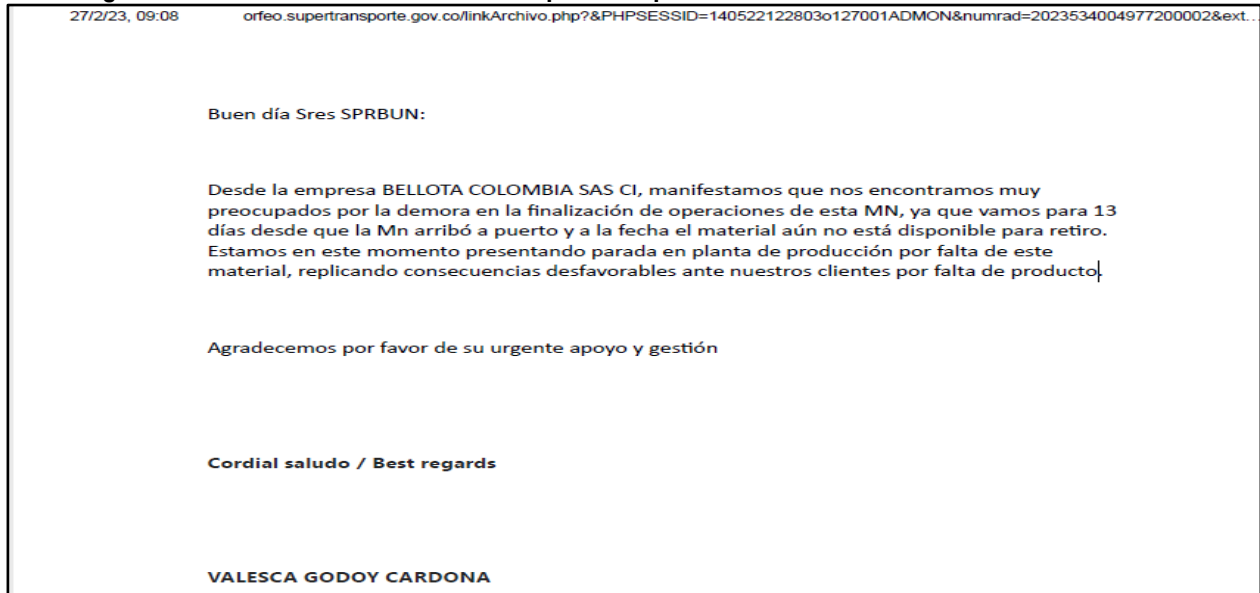 27/2/23, 09:08 orfeo.supertransporte.gov.co/linkArchivo.php?&PHPSESSID=140522122803o127001ADMON&numrad=2023534004977200002&ext...
Buen día Sres SPRBUN:
Desde la empresa BELLOTA COLOMBIA SAS CI, manifestamos que nos encontramos muy
preocupados por la demora en la finalización de operaciones de esta MN, ya que vamos para 13
días desde que la Mn arribó a puerto y a la fecha el material aún no está disponible para retiro.
Estamos en este momento presentando parada en planta de producción por falta de este
material, replicando consecuencias desfavorables ante nuestros clientes por falta de producto.
Agradecemos por favor de su urgente apoyo y gestión
Cordial saludo / Best regards
VALESCA GODOY CARDONA